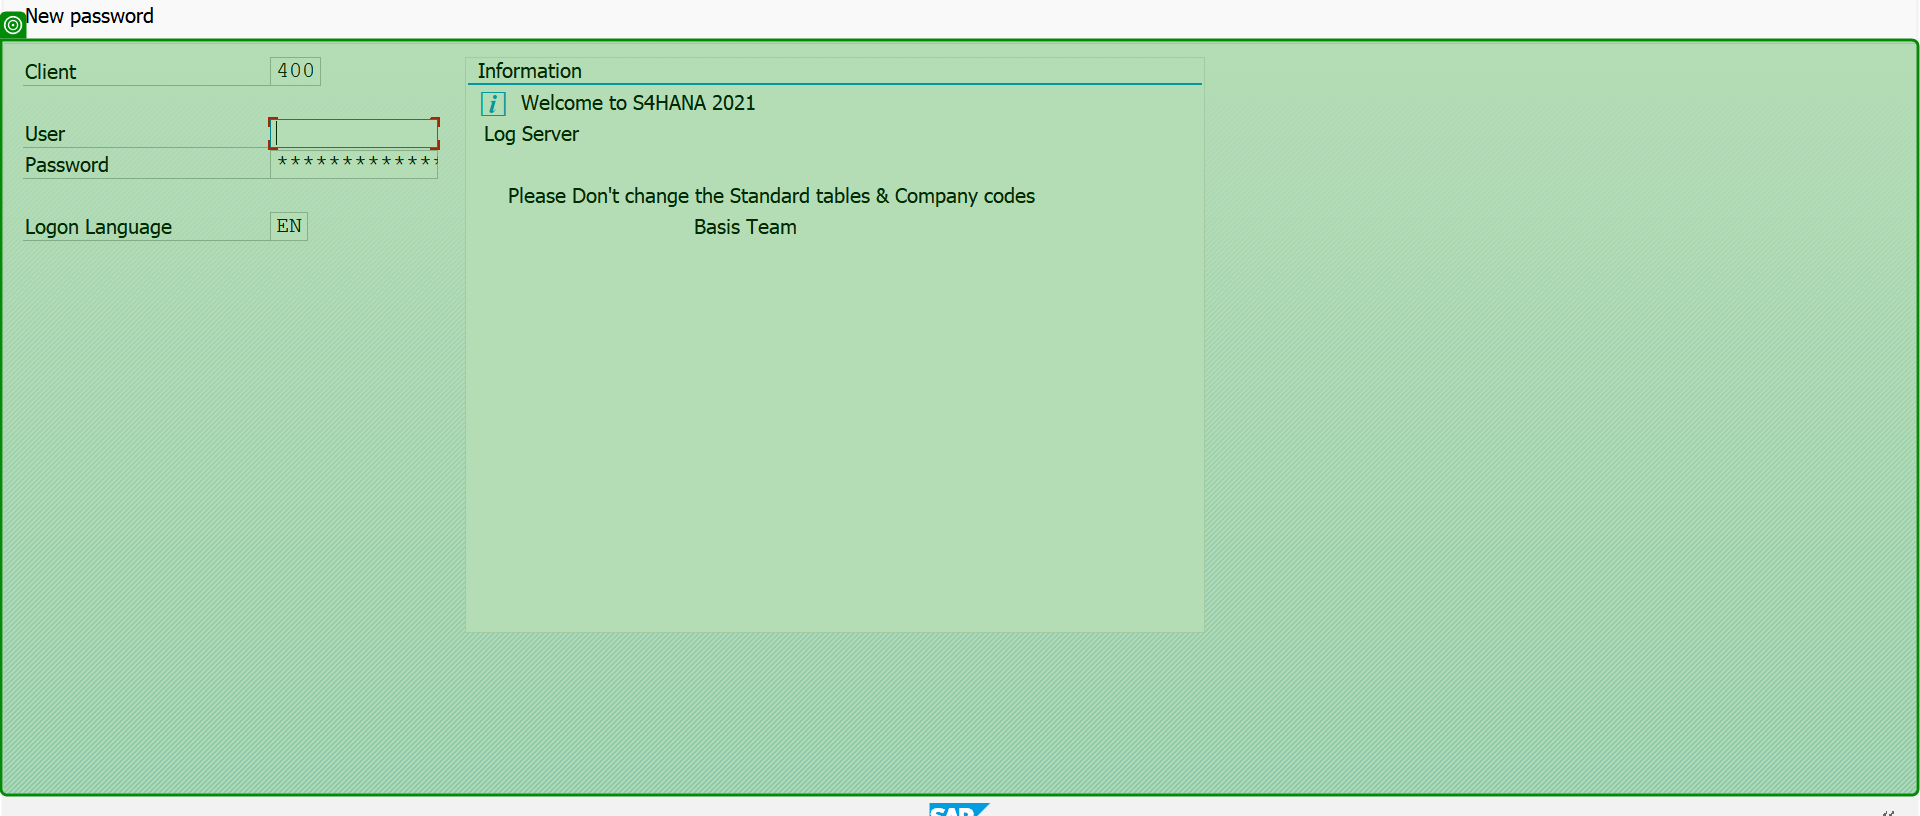 New password
Client 400
Information
i Welcome to S4HANA 2021
User
Log Server
Password *************
Please Don't change the Standard tables & Company codes
Logon Language EN
Basis Team
SAP